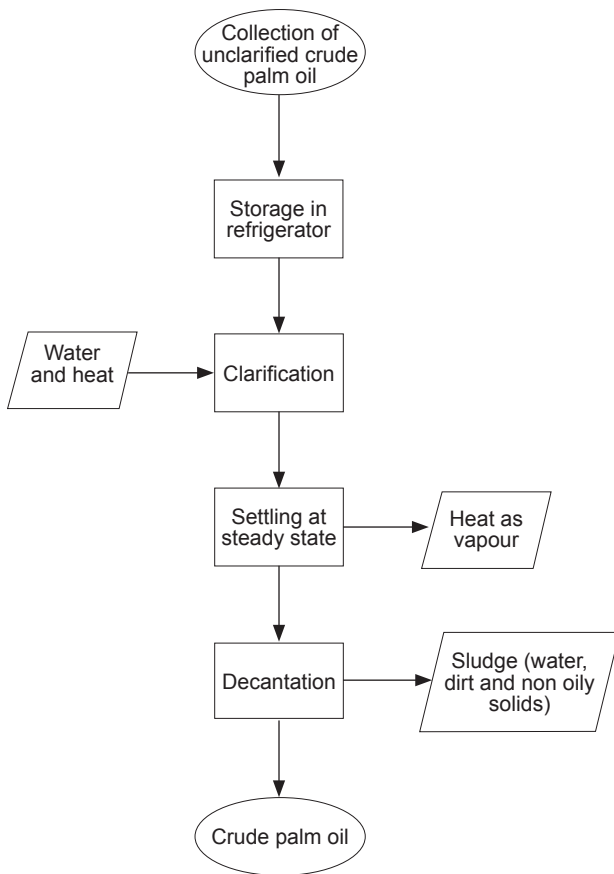 Collection of
unclarified crude
palm oil
Storage in
refrigerator
Water
and heat
Clarification
Settling at
steady state
Heat as
vapour
Decantation
Sludge (water,
dirt and non oily
solids)
Crude palm oil